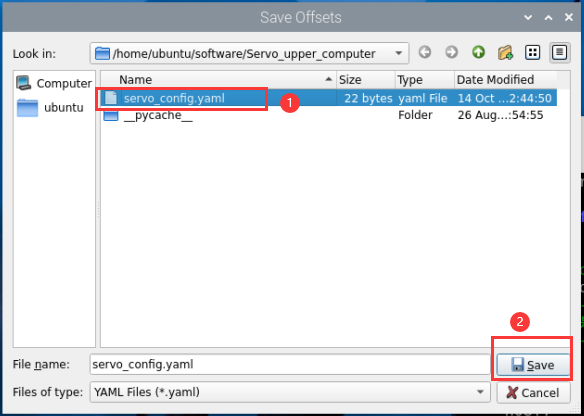 Save Offsets
Look in: /home/ubuntu/software/Servo_upper_computer
Computer
ubuntu
Name Size Type Date Modified
servo_config.yaml 22 bytes yaml File 14 Oct ...2:44:50
__pycache__ Folder 26 Aug...:54:55
1
2
File name: servo_config.yaml Save
Files of type: YAML Files (*.yaml) Cancel